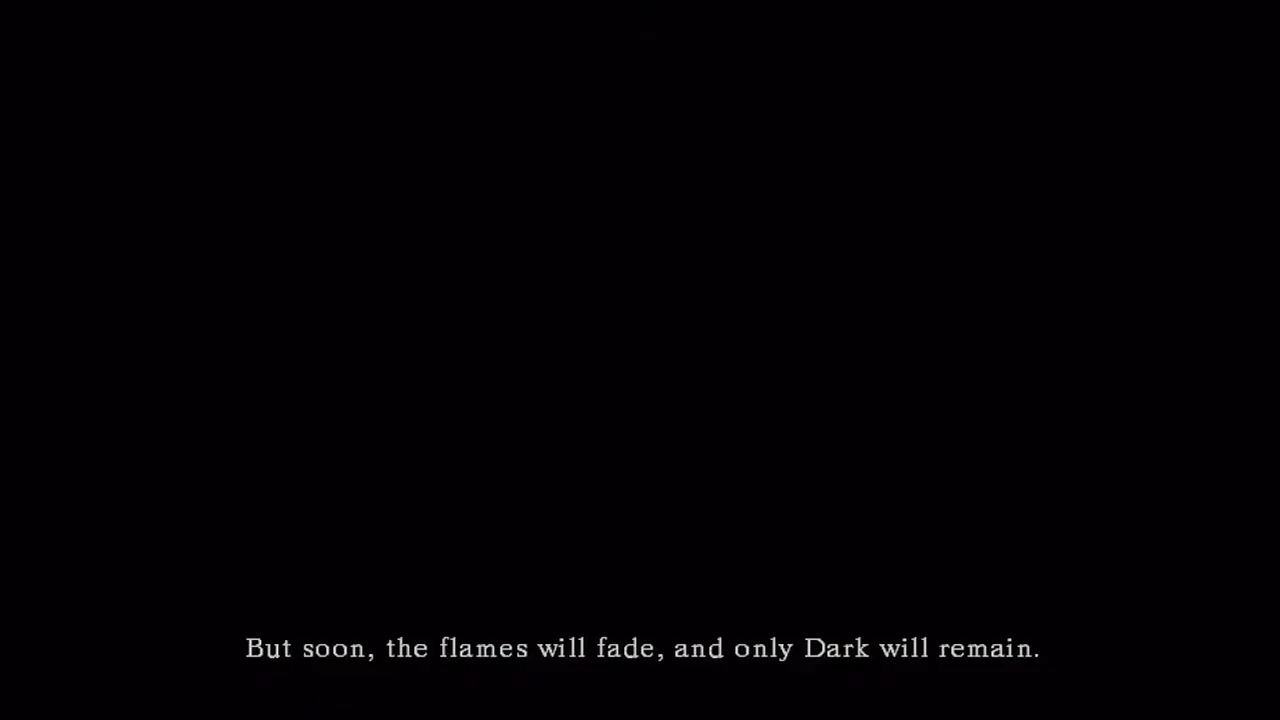 But soon, the flames will fade, and only Dark will remain.